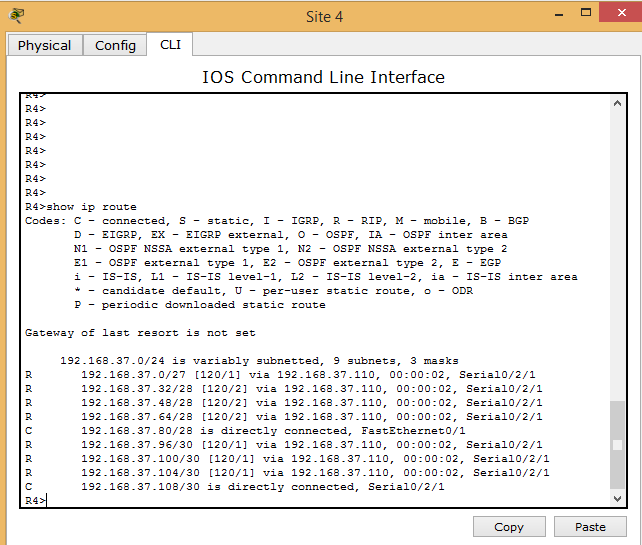 Site 4
Physical Config CLI
IOS Command Line Interface
R4>
R4>
R4>
R4>
R4>
R4>
R4>
R4>
R4>show ip route
Codes: C - connected, S - static, I - IGRP, R - RIP, M - mobile, B - BGP
D - EIGRP, EX - EIGRP external, O - OSPF, IA - OSPF inter area
N1 - OSPF NSSA external type 1, N2 - OSPF NSSA external type 2
E1 - OSPF external type 1, E2 - OSPF external type 2, E - EGP
i - IS-IS, L1 - IS-IS level-1, L2 - IS-IS level-2, ia - IS-IS inter area
* - candidate default, U - per-user static route, o - ODR
P - periodic downloaded static route
Gateway of last resort is not set
192.168.37.0/24 is variably subnetted, 9 subnets, 3 masks
R 192.168.37.0/27 [120/1] via 192.168.37.110, 00:00:02, Serial0/2/1
R 192.168.37.32/28 [120/2] via 192.168.37.110, 00:00:02, Serial0/2/1
R 192.168.37.48/28 [120/2] via 192.168.37.110, 00:00:02, Serial0/2/1
R 192.168.37.64/28 [120/2] via 192.168.37.110, 00:00:02, Serial0/2/1
C 192.168.37.80/28 is directly connected, FastEthernet0/1
R 192.168.37.96/30 [120/1] via 192.168.37.110, 00:00:02, Serial0/2/1
R 192.168.37.100/30 [120/1] via 192.168.37.110, 00:00:02, Serial0/2/1
R 192.168.37.104/30 [120/1] via 192.168.37.110, 00:00:02, Serial0/2/1
C 192.168.37.108/30 is directly connected, Serial0/2/1
R4>
Copy Paste